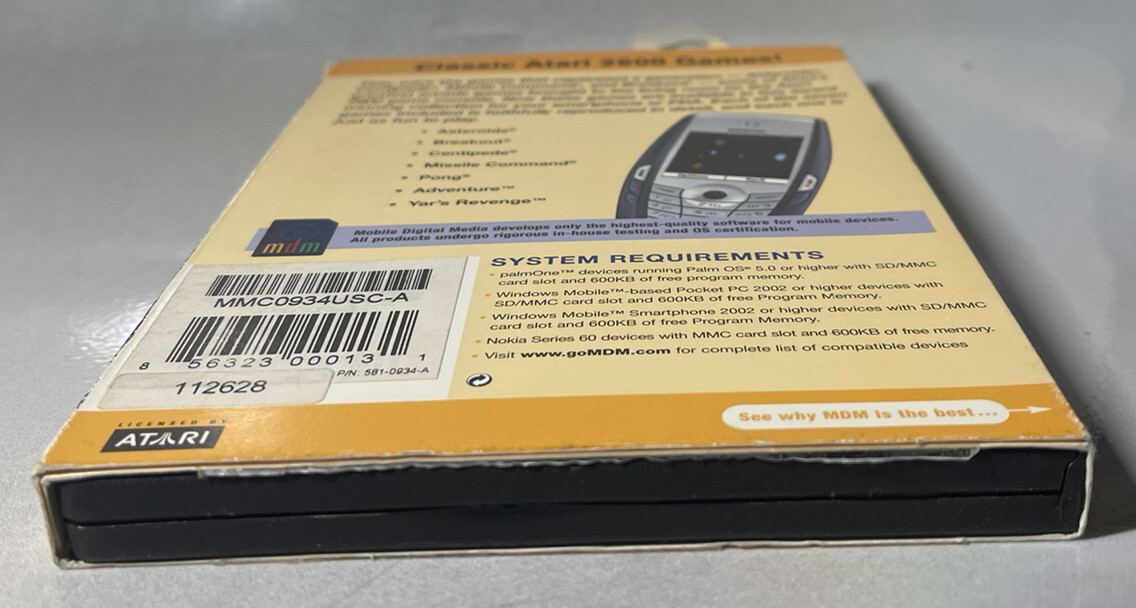 Classic Atari 2600 Games!
just as fun to play.
• Asteroids®
• Breakout®
• Centipede®
• Missile Command®
• Pong®
• Adventure™
• Yar's Revenge™
mdm
Mobile Digital Media develops only the highest-quality software for mobile devices.
All products undergo rigorous in-house testing and OS certification.
SYSTEM REQUIREMENTS
• palmOne™ devices running Palm OS® 5.0 or higher with SD/MMC
card slot and 600KB of free program memory.
• Windows Mobile™-based Pocket PC 2002 or higher devices with
SD/MMC card slot and 600KB of free Program Memory.
• Windows Mobile™ Smartphone 2002 or higher devices with SD/MMC
card slot and 600KB of free Program Memory.
• Nokia Series 60 devices with MMC card slot and 600KB of free memory.
• Visit www.goMDM.com for complete list of compatible devices
MMC0934USC-A
8 56323 00013 1
P/N: 581-0934-A
112628
LICENSED BY
ATARI
See why MDM is the best...